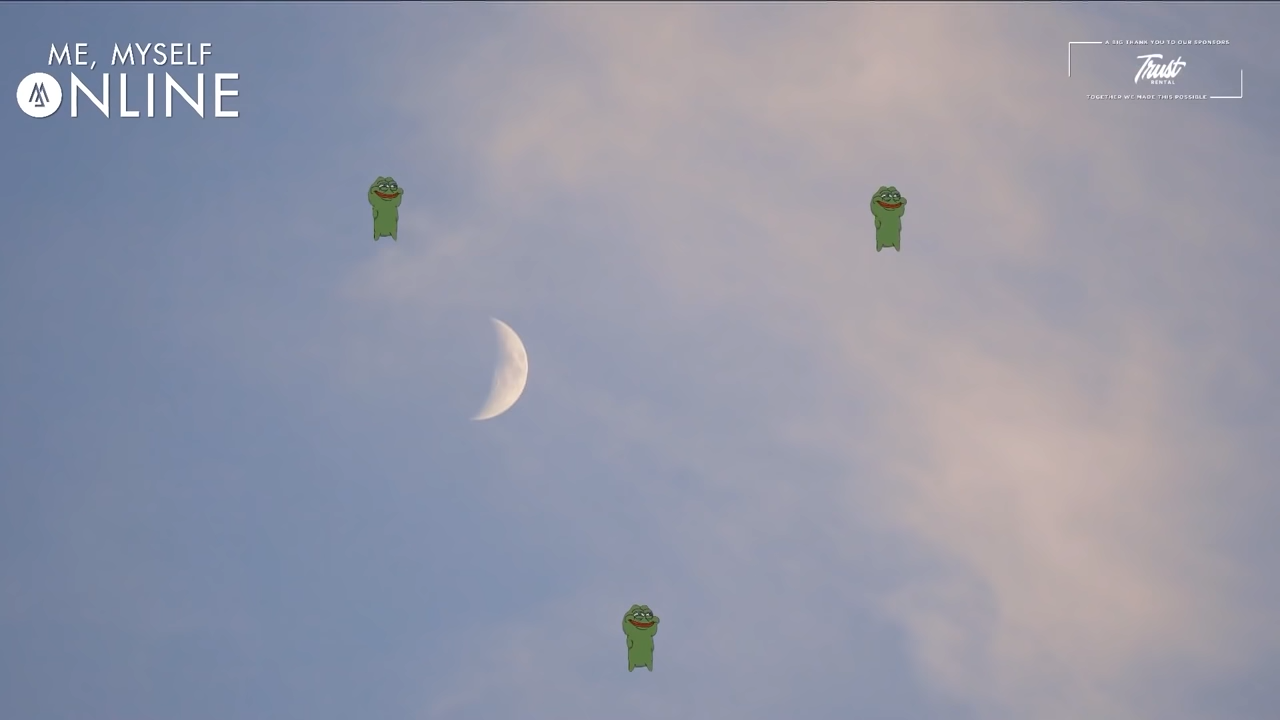 ME, MYSELF
ONLINE
A BIG THANK YOU TO OUR SPONSORS
Trust
RENTAL
TOGETHER WE MADE THIS POSSIBLE